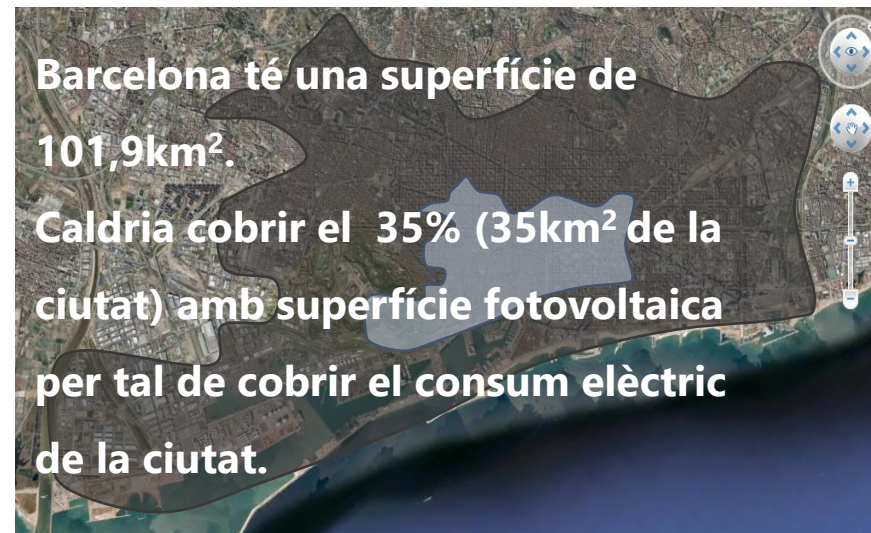 Barcelona té una superfície de
101,9km².
Caldria cobrir el  35% (35km² de la
ciutat) amb superfície fotovoltaica
per tal de cobrir el consum elèctric
de la ciutat.